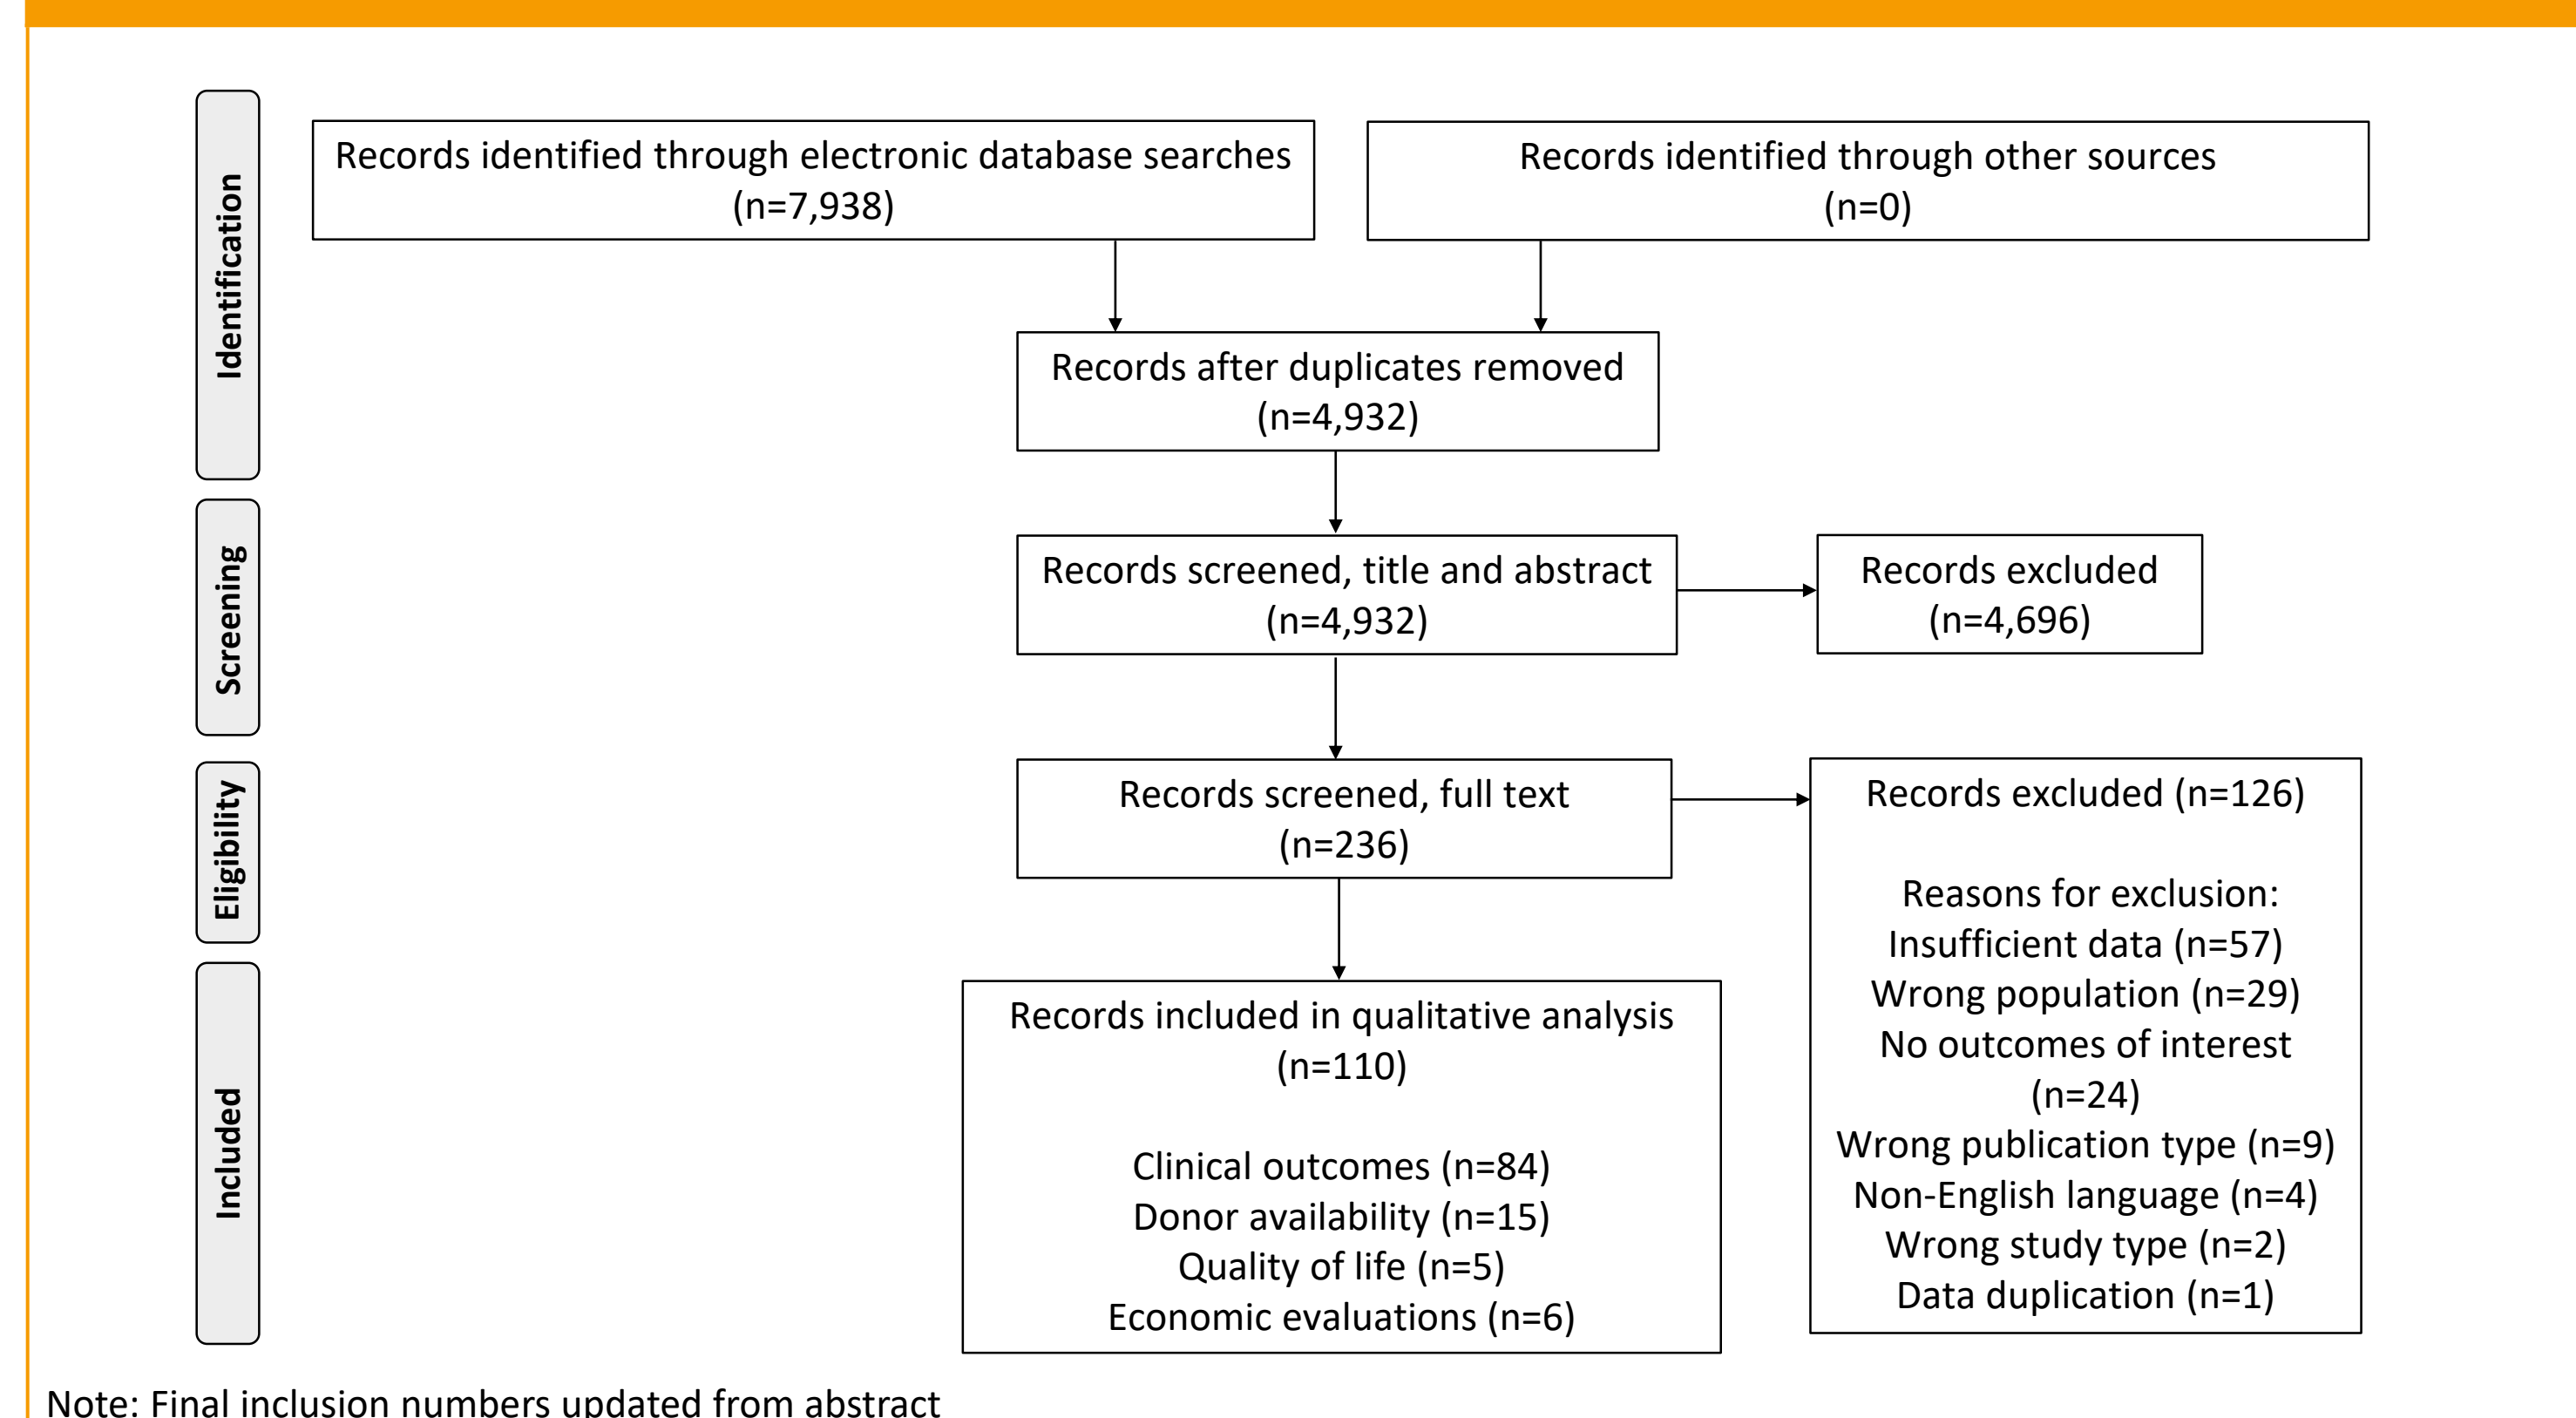 Identification
Records identified through electronic database searches
(n=7,938)
Records identified through other sources
(n=0)
Records after duplicates removed
(n=4,932)
Screening
Records screened, title and abstract
(n=4,932)
Records excluded
(n=4,696)
Eligibility
Records screened, full text
(n=236)
Records excluded (n=126)
Reasons for exclusion:
Insufficient data (n=57)
Wrong population (n=29)
No outcomes of interest
(n=24)
Wrong publication type (n=9)
Non-English language (n=4)
Wrong study type (n=2)
Data duplication (n=1)
Included
Records included in qualitative analysis
(n=110)
Clinical outcomes (n=84)
Donor availability (n=15)
Quality of life (n=5)
Economic evaluations (n=6)
Note: Final inclusion numbers updated from abstract